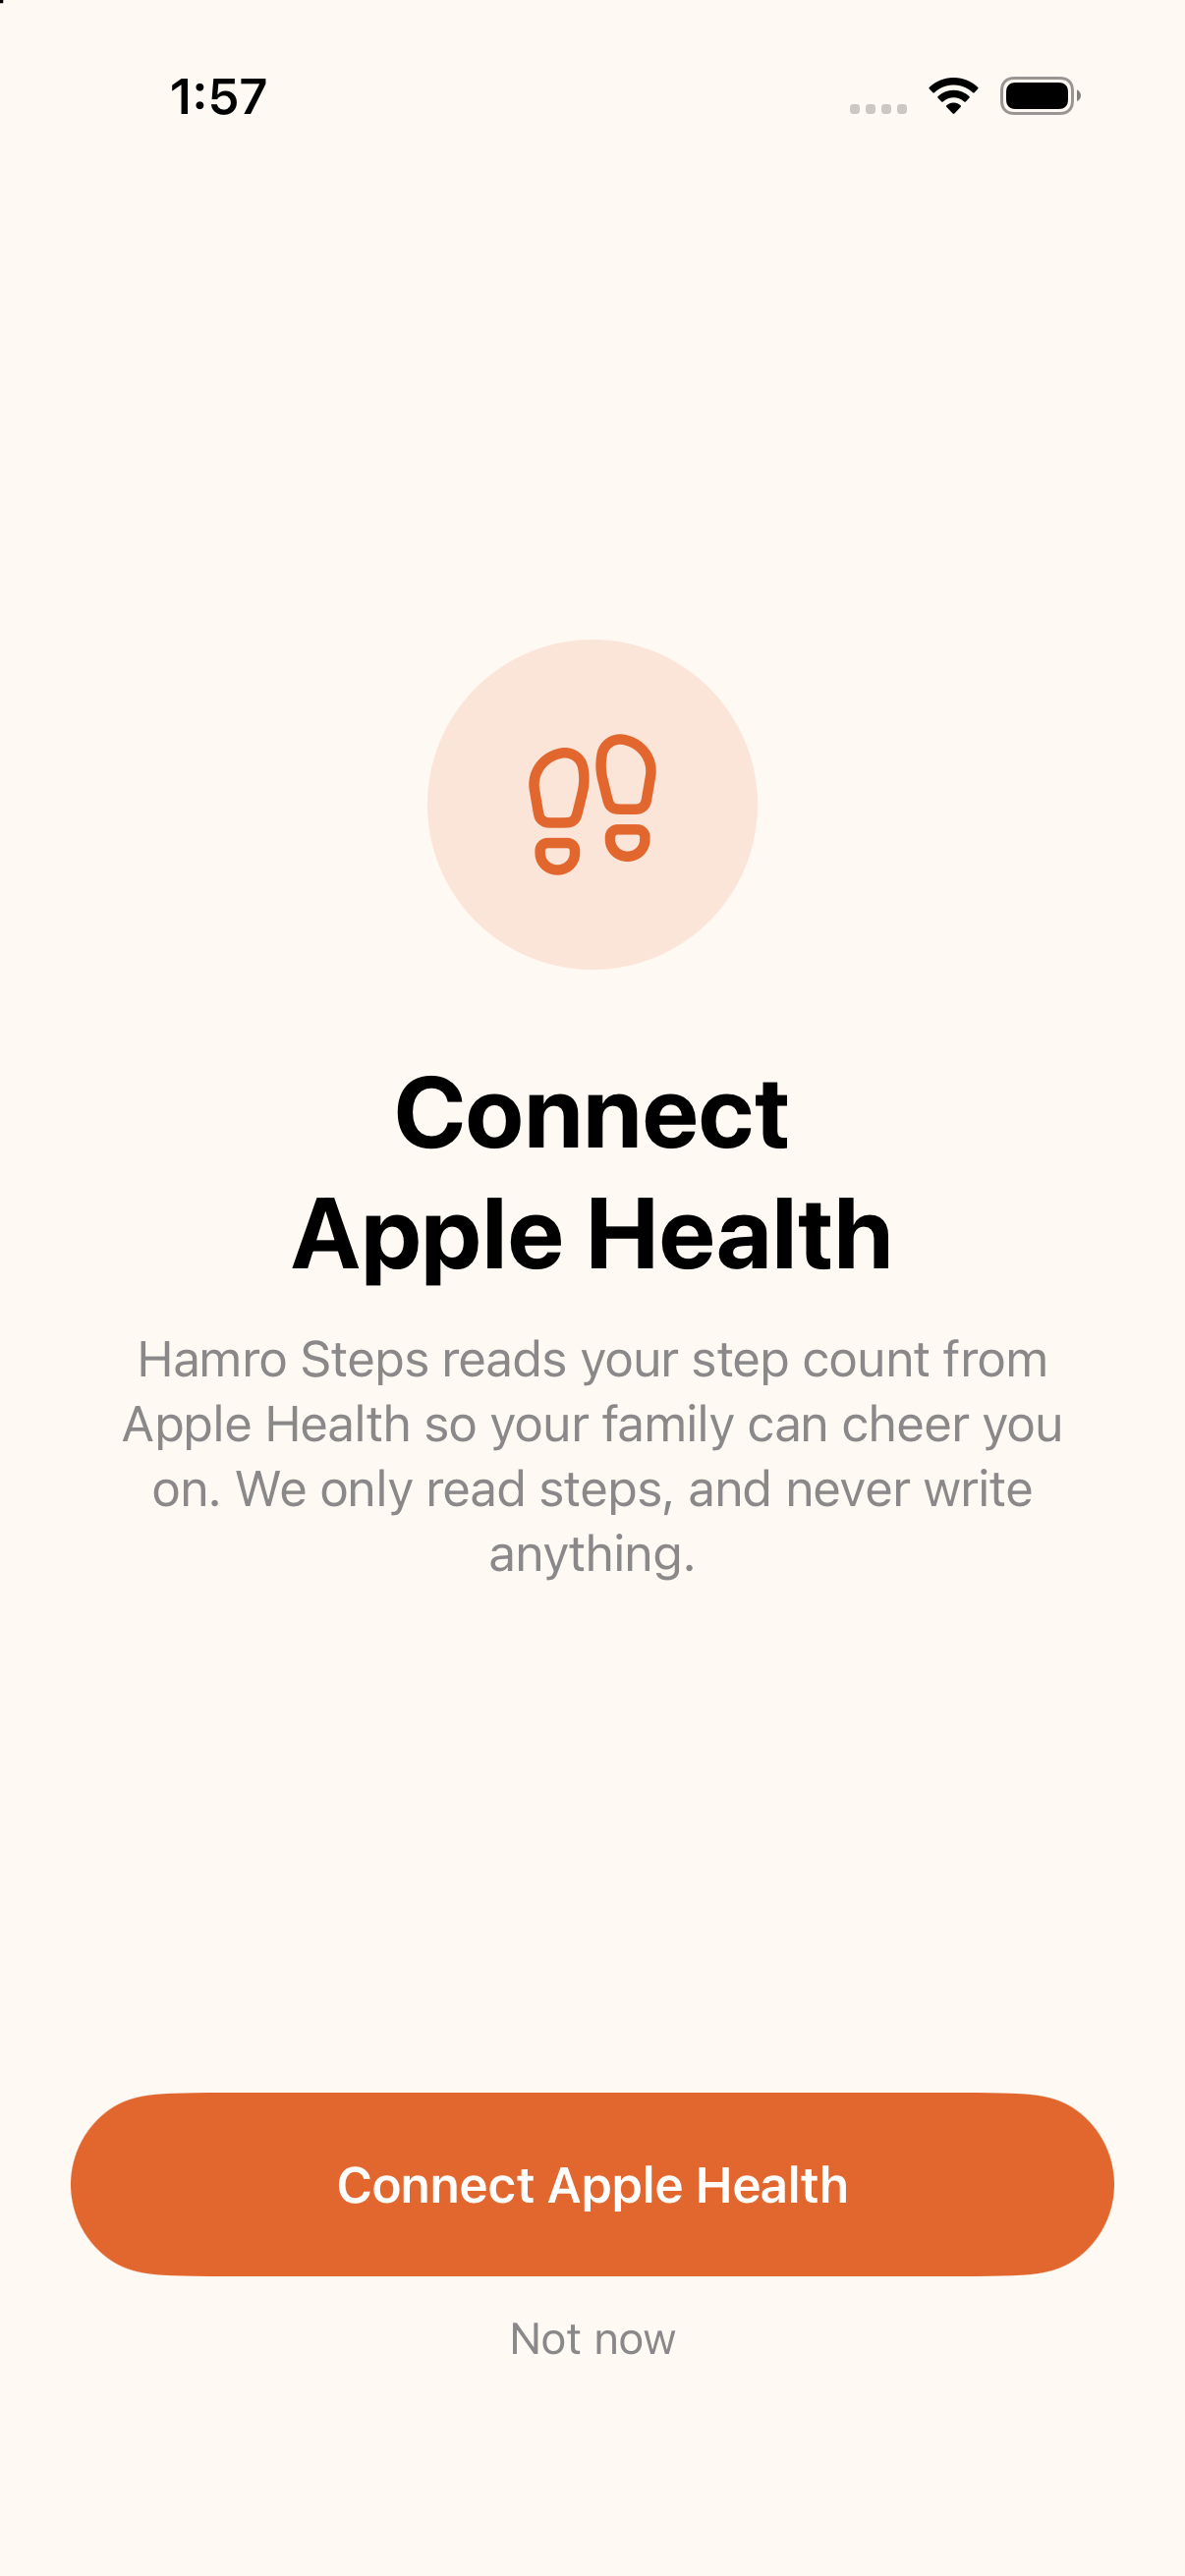 1:57
Connect
Apple Health
Hamro Steps reads your step count from
Apple Health so your family can cheer you
on. We only read steps, and never write
anything.
Connect Apple Health
Not now